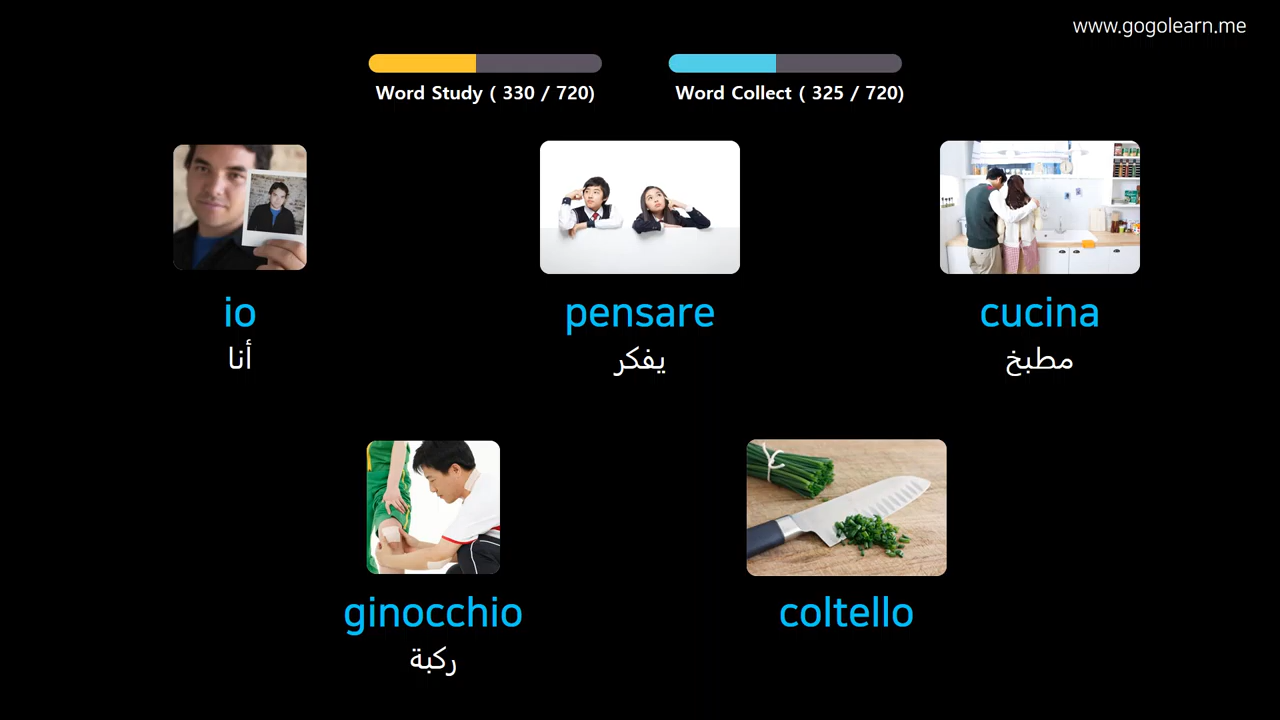 www.gogolearn.me
Word Study ( 330 / 720)
Word Collect ( 325 / 720)
io
أنا
pensare
يفكر
cucina
مطبخ
ginocchio
ركبة
coltello